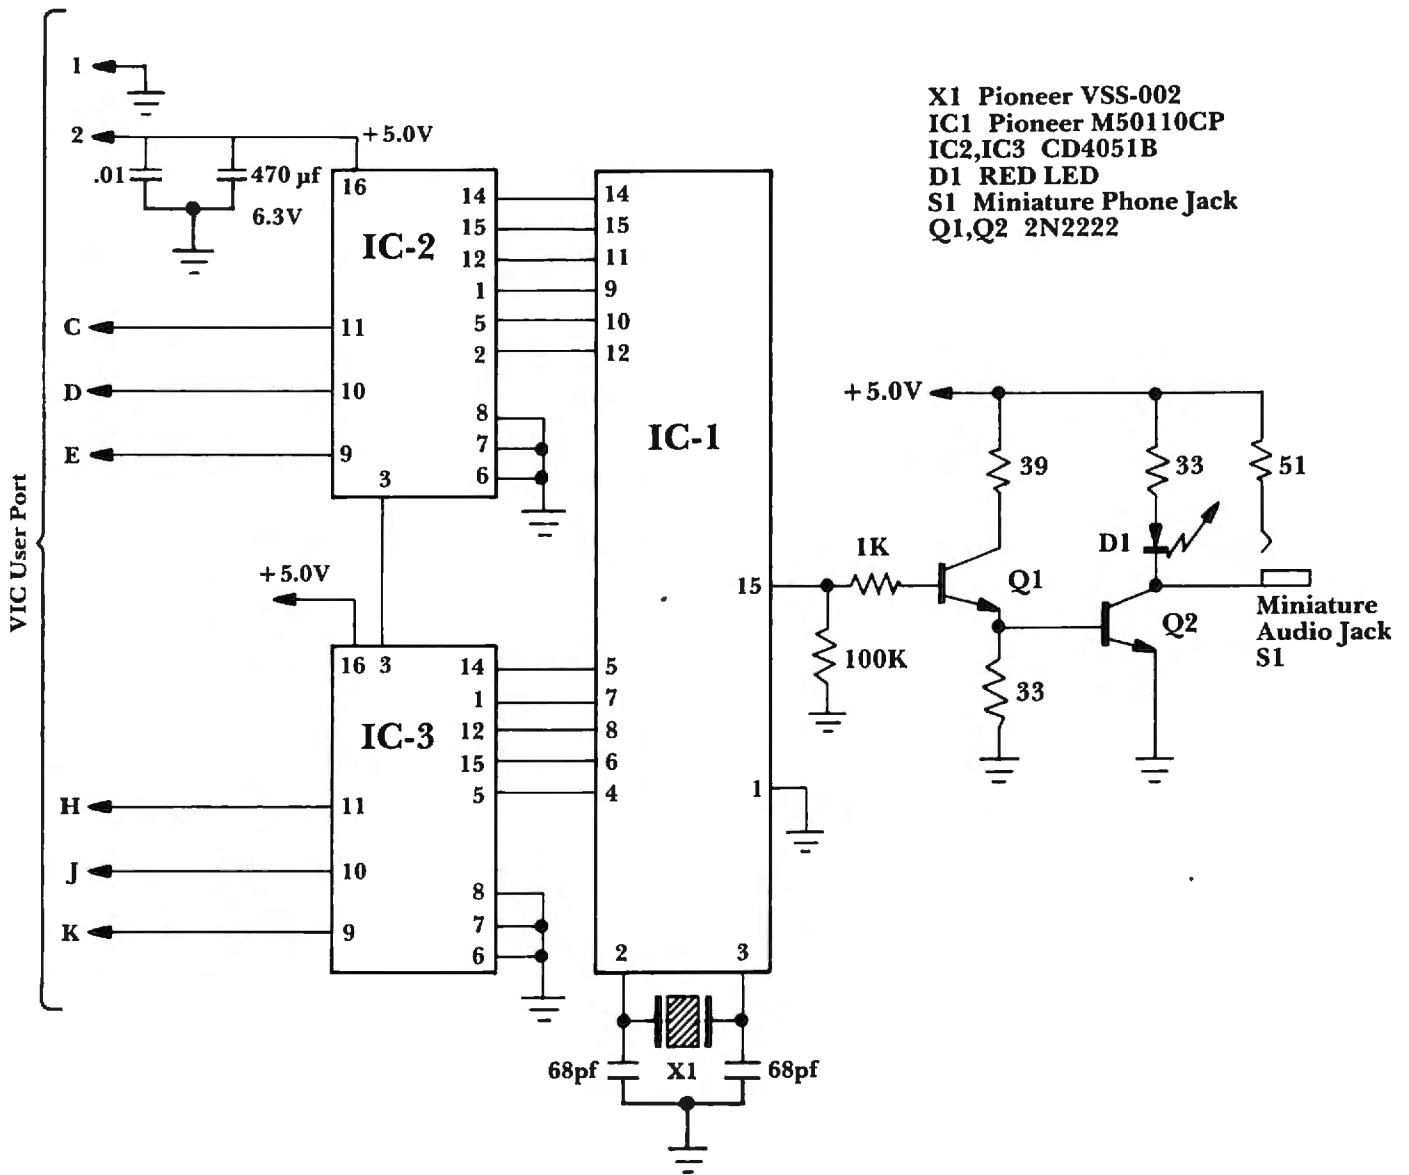 VIC User Port
1
2
+5.0V
.01
470 µf
6.3V
C
D
E
H
J
K
16
IC-2
11
10
9
3
14
15
12
1
5
2
8
7
6
+5.0V
16 3
IC-3
11
10
9
14
1
12
15
5
8
7
6
14
15
11
9
10
12
IC-1
5
7
8
6
4
15
1
2
3
68pf
X1
68pf
X1 Pioneer VSS-002
IC1 Pioneer M50110CP
IC2,IC3 CD4051B
D1 RED LED
S1 Miniature Phone Jack
Q1,Q2 2N2222
+5.0V
39
33
51
D1
1K
Q1
100K
33
Q2
Miniature
Audio Jack
S1